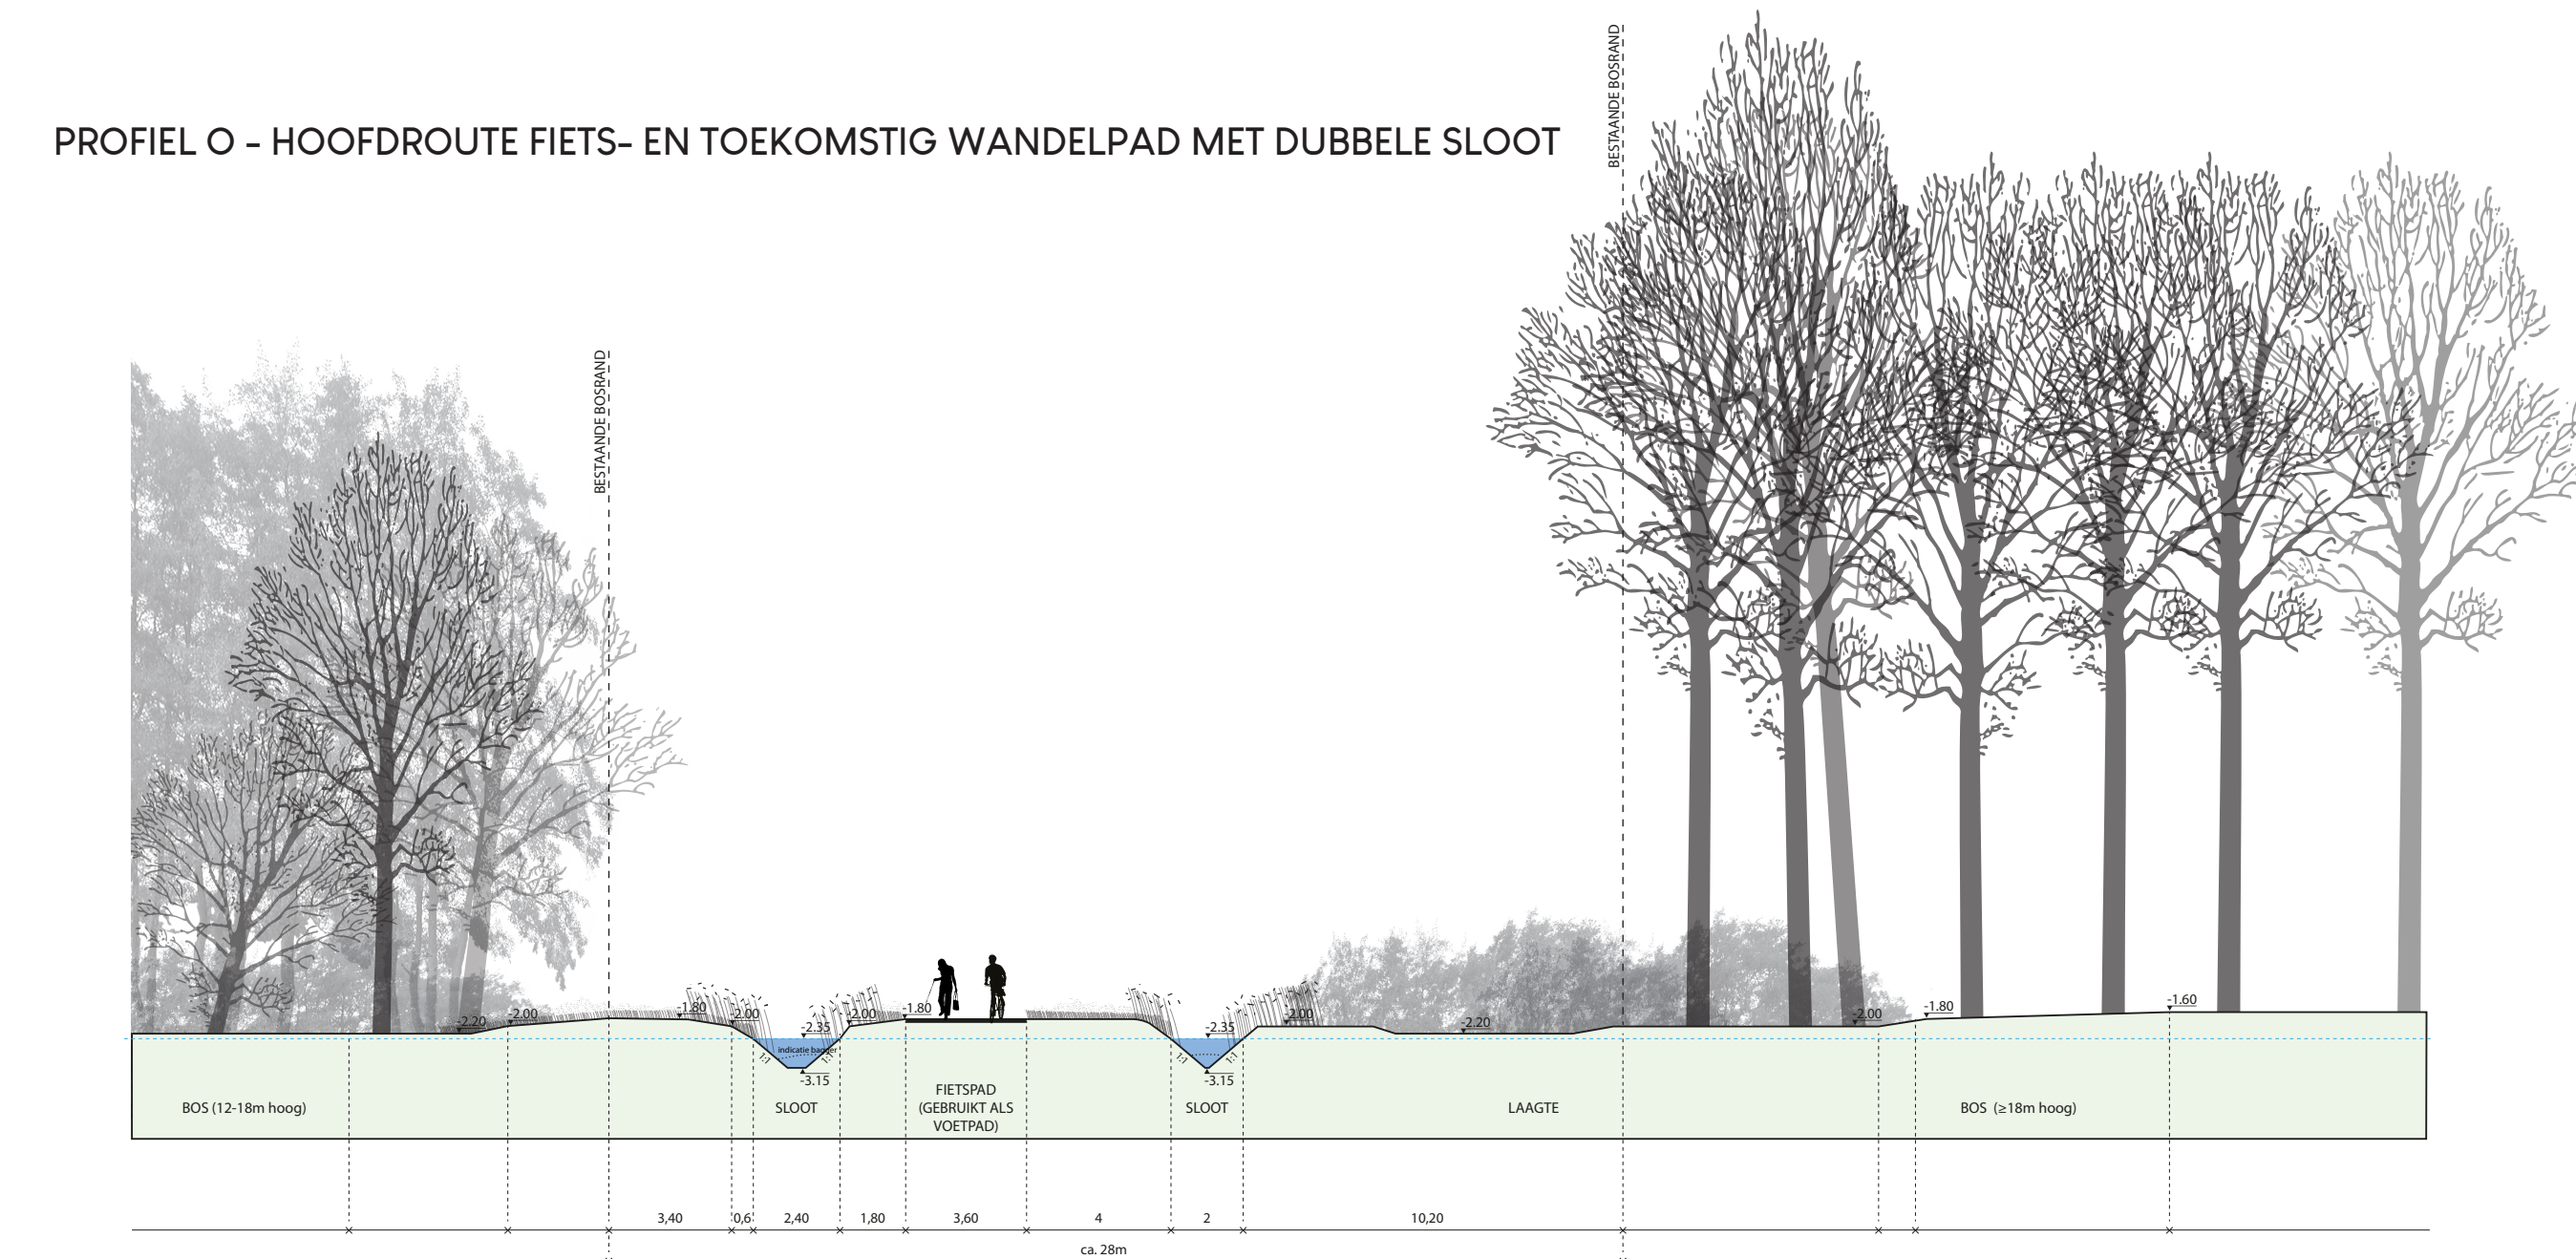 BESTAANDE BOSRAND
PROFIEL O - HOOFDROUTE FIETS- EN TOEKOMSTIG WANDELPAD MET DUBBELE SLOOT
BESTAANDE BOSRAND
-2.20
-2.00
-1.80
-2.00
-2.35
-2.00
-1.80
-2.35
-2.00
-2.20
-2.00
-1.80
-1.60
indicatie bagger
1:1
1:1
1:1
1:1
-3.15
-3.15
BOS (12-18m hoog)
SLOOT
FIETSPAD
(GEBRUIKT ALS
VOETPAD)
SLOOT
LAAGTE
BOS (≥18m hoog)
3,40
0,6
2,40
1,80
3,60
4
2
10,20
ca. 28m